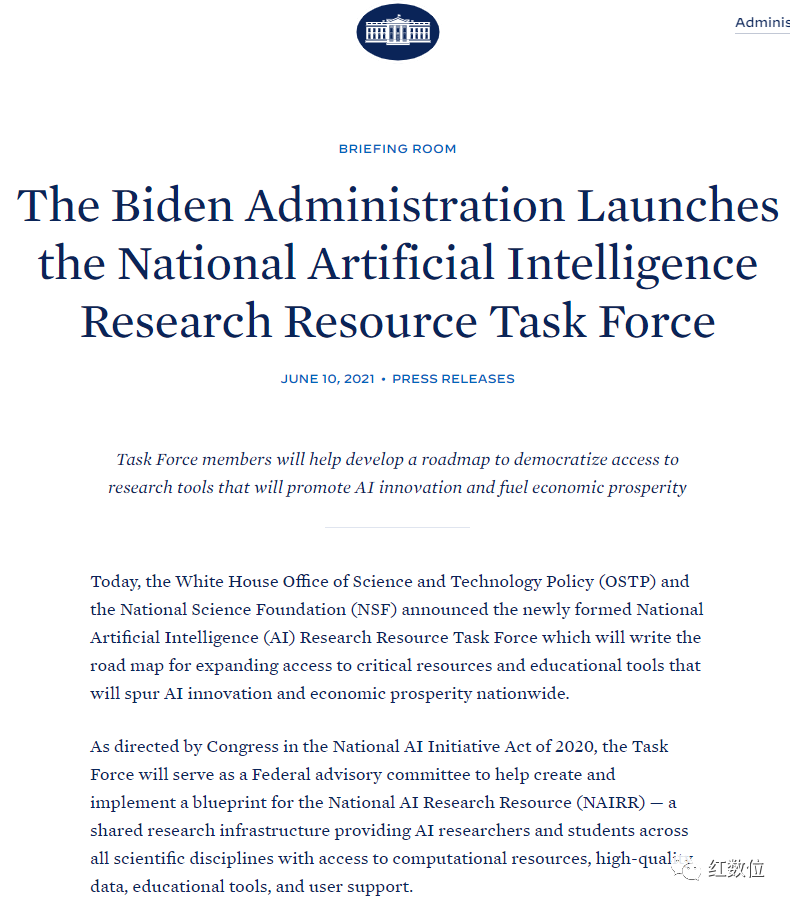 Adminis
BRIEFING ROOM
The Biden Administration Launches
the National Artificial Intelligence
Research Resource Task Force
JUNE 10, 2021 • PRESS RELEASES
Task Force members will help develop a roadmap to democratize access to
research tools that will promote AI innovation and fuel economic prosperity
Today, the White House Office of Science and Technology Policy (OSTP) and
the National Science Foundation (NSF) announced the newly formed National
Artificial Intelligence (AI) Research Resource Task Force which will write the
road map for expanding access to critical resources and educational tools that
will spur AI innovation and economic prosperity nationwide.
As directed by Congress in the National AI Initiative Act of 2020, the Task
Force will serve as a Federal advisory committee to help create and
implement a blueprint for the National AI Research Resource (NAIRR) — a
shared research infrastructure providing AI researchers and students across
all scientific disciplines with access to computational resources, high-quality
data, educational tools, and user support.
红数位